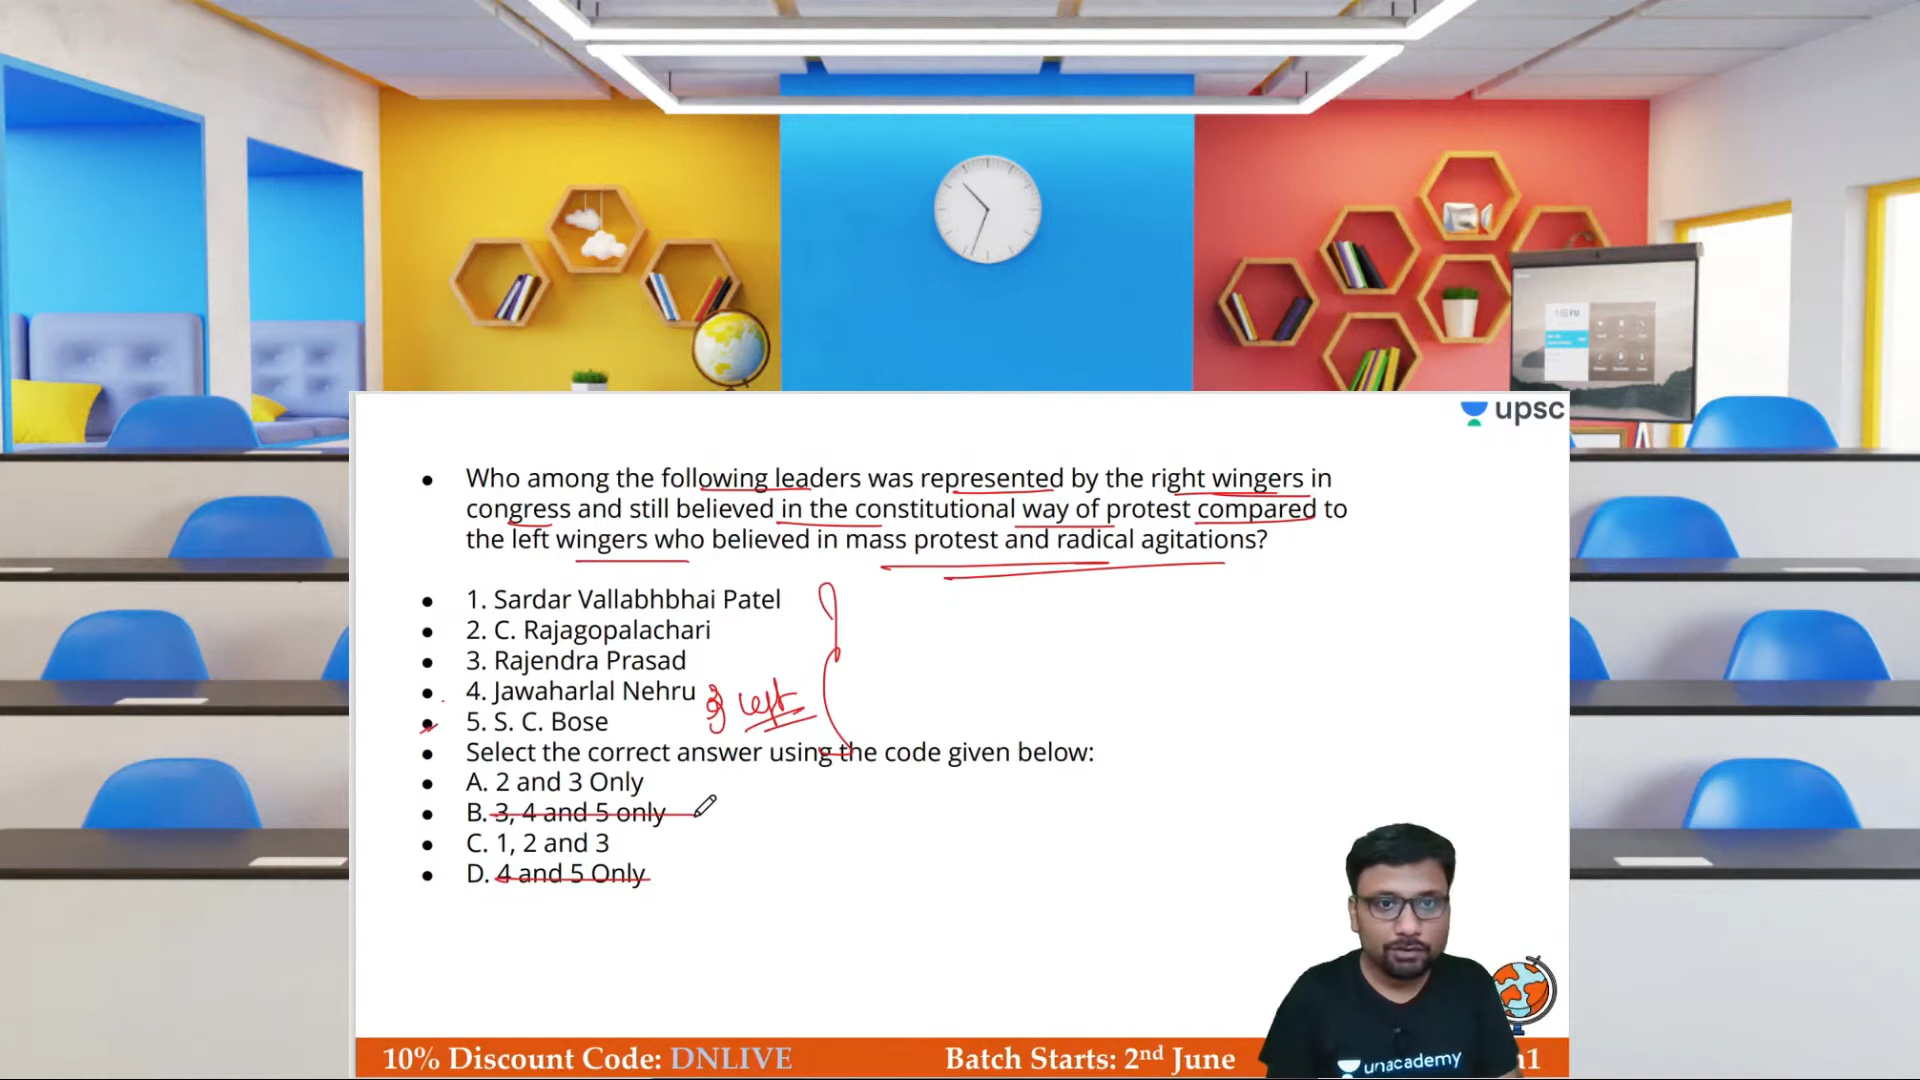 upsc
Who among the following leaders was represented by the right wingers in
congress and still believed in the constitutional way of protest compared to
the left wingers who believed in mass protest and radical agitations?
1. Sardar Vallabhbhai Patel
2. C. Rajagopalachari
3. Rajendra Prasad
4. Jawaharlal Nehru
left
5. S. C. Bose
Select the correct answer using the code given below:
A. 2 and 3 Only
B. 3, 4 and 5 only
C. 1, 2 and 3
D. 4 and 5 Only
10% Discount Code: DNLIVE
Batch Starts: 2nd June
unacademy